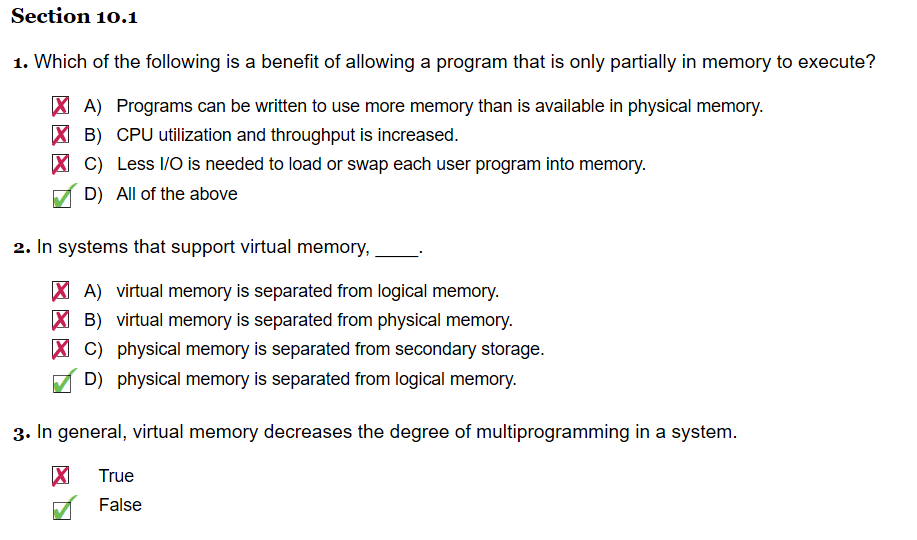 Section 10.1
1. Which of the following is a benefit of allowing a program that is only partially in memory to execute?
A) Programs can be written to use more memory than is available in physical memory.
B) CPU utilization and throughput is increased.
C) Less I/O is needed to load or swap each user program into memory.
D) All of the above
2. In systems that support virtual memory, ____.
A) virtual memory is separated from logical memory.
B) virtual memory is separated from physical memory.
C) physical memory is separated from secondary storage.
D) physical memory is separated from logical memory.
3. In general, virtual memory decreases the degree of multiprogramming in a system.
True
False